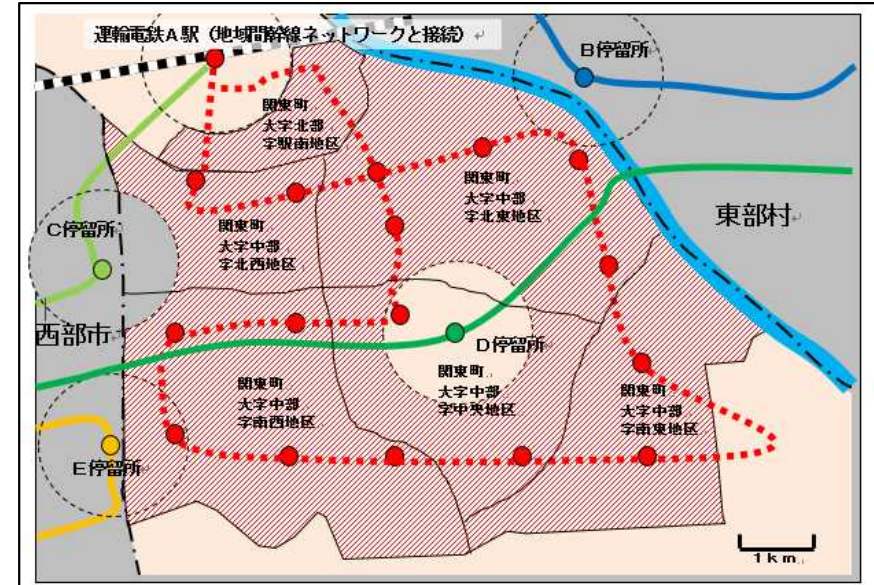 運輸電鉄A駅（地域間幹線ネットワークと接続）
B停留所
関東町
大字北部
字駅南地区
関東町
大字中部
字北東地区
東部村
C停留所
関東町
大字中部
字北西地区
西部市
D停留所
関東町
大字中部
字中央地区
関東町
大字中部
字南西地区
関東町
大字中部
字南東地区
E停留所
1km